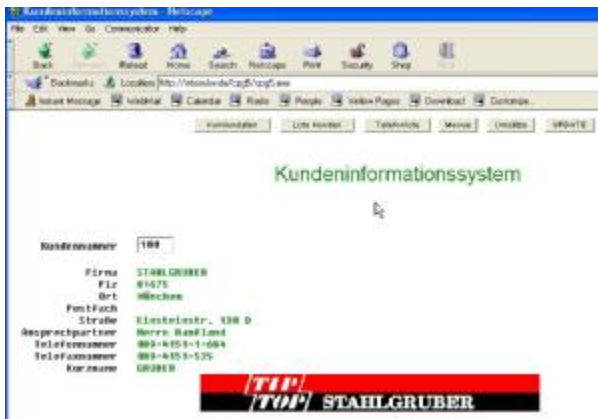 Kundeninformationssystem - Netscape
File Edit View Go Communicator Help
Back Reload Home Search Netscape Print Security Shop
Bookmarks Location
Instant Message WebMail Calendar Radio People Yellow Pages Download Customize...
Kundendaten Liste Kunden Telefonliste Menue Umsätze UPDATE
Kundeninformationssystem
Kundennummer 100
Firma STAHLGRUBER
Plz 81675
Ort München
Postfach
Straße Einsteinstr. 130 D
Ansprechpartner Herrn
Telefonnummer 089-4151-1-604
Telefaxnummer 089-4151-535
Kurzname GRUBER
TIP TOP STAHLGRUBER